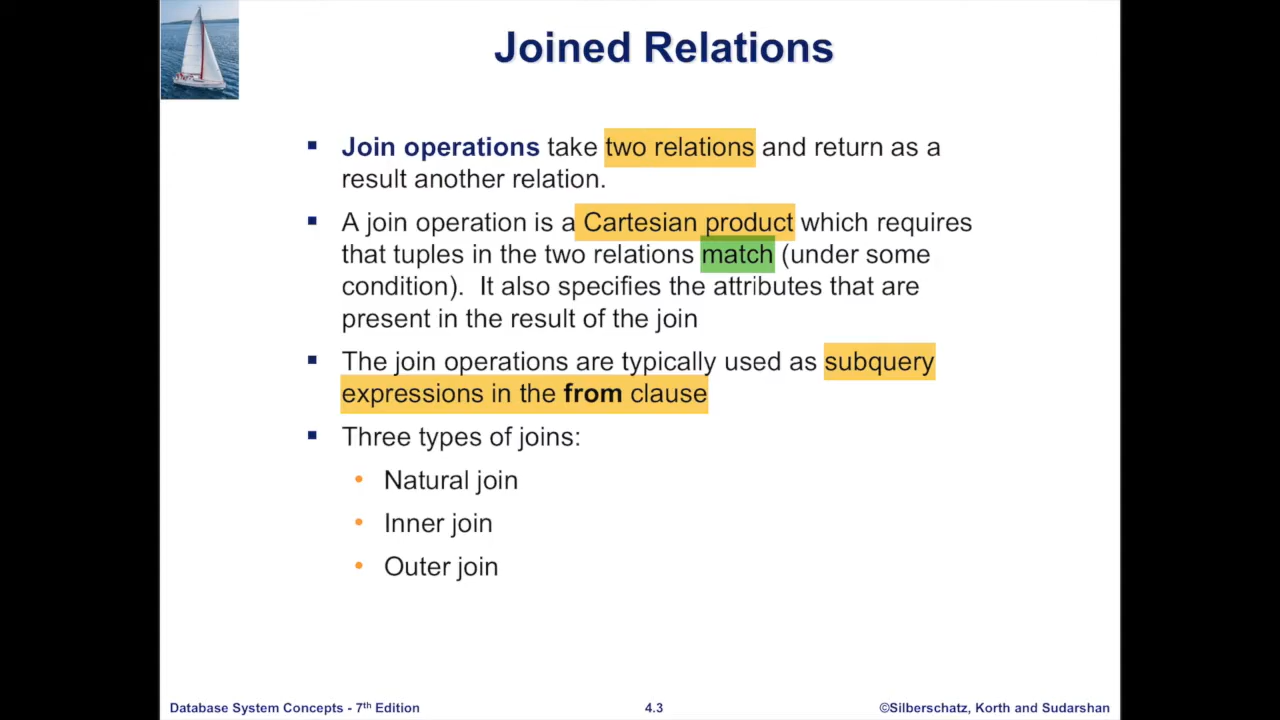 Joined Relations
▪ Join operations take two relations and return as a
result another relation.
▪ A join operation is a Cartesian product which requires
that tuples in the two relations match (under some
condition). It also specifies the attributes that are
present in the result of the join
▪ The join operations are typically used as subquery
expressions in the from clause
▪ Three types of joins:
• Natural join
• Inner join
• Outer join
Database System Concepts - 7th Edition
4.3
©Silberschatz, Korth and Sudarshan